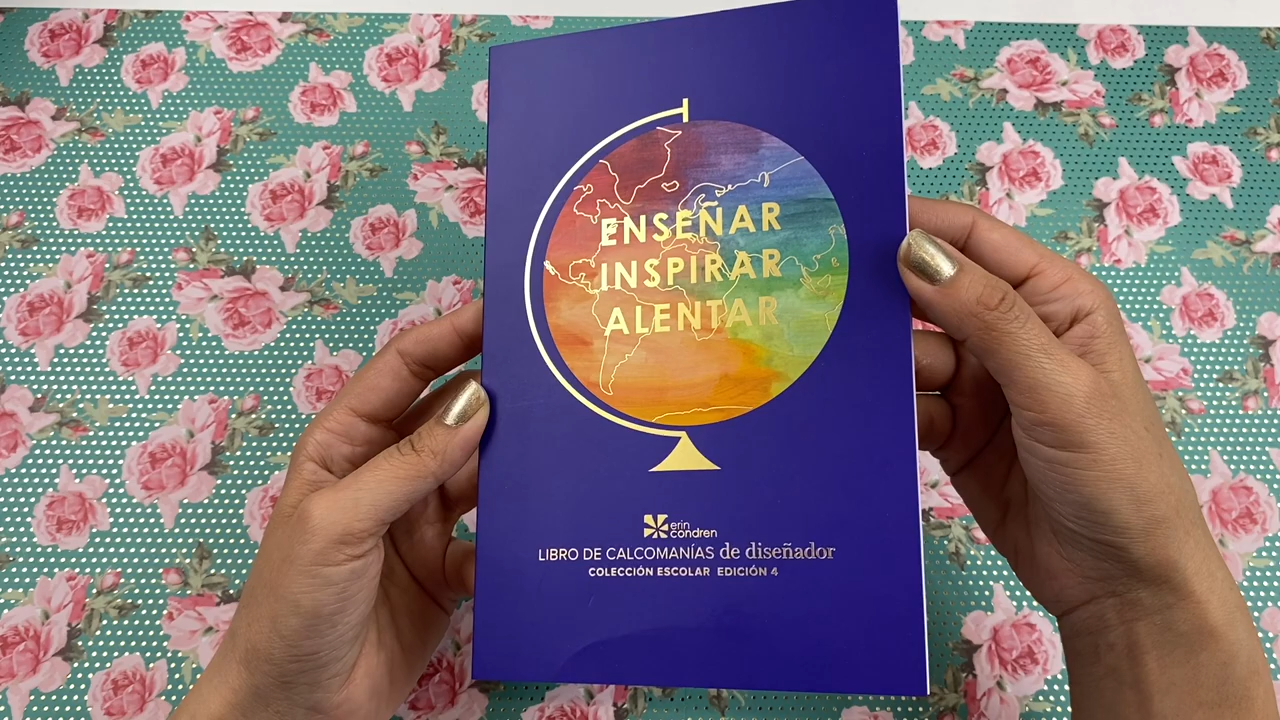 ENSEÑAR
INSPIRAR
ALENTAR
erin
condren
LIBRO DE CALCOMANÍAS de diseñador
COLECCIÓN ESCOLAR EDICIÓN 4